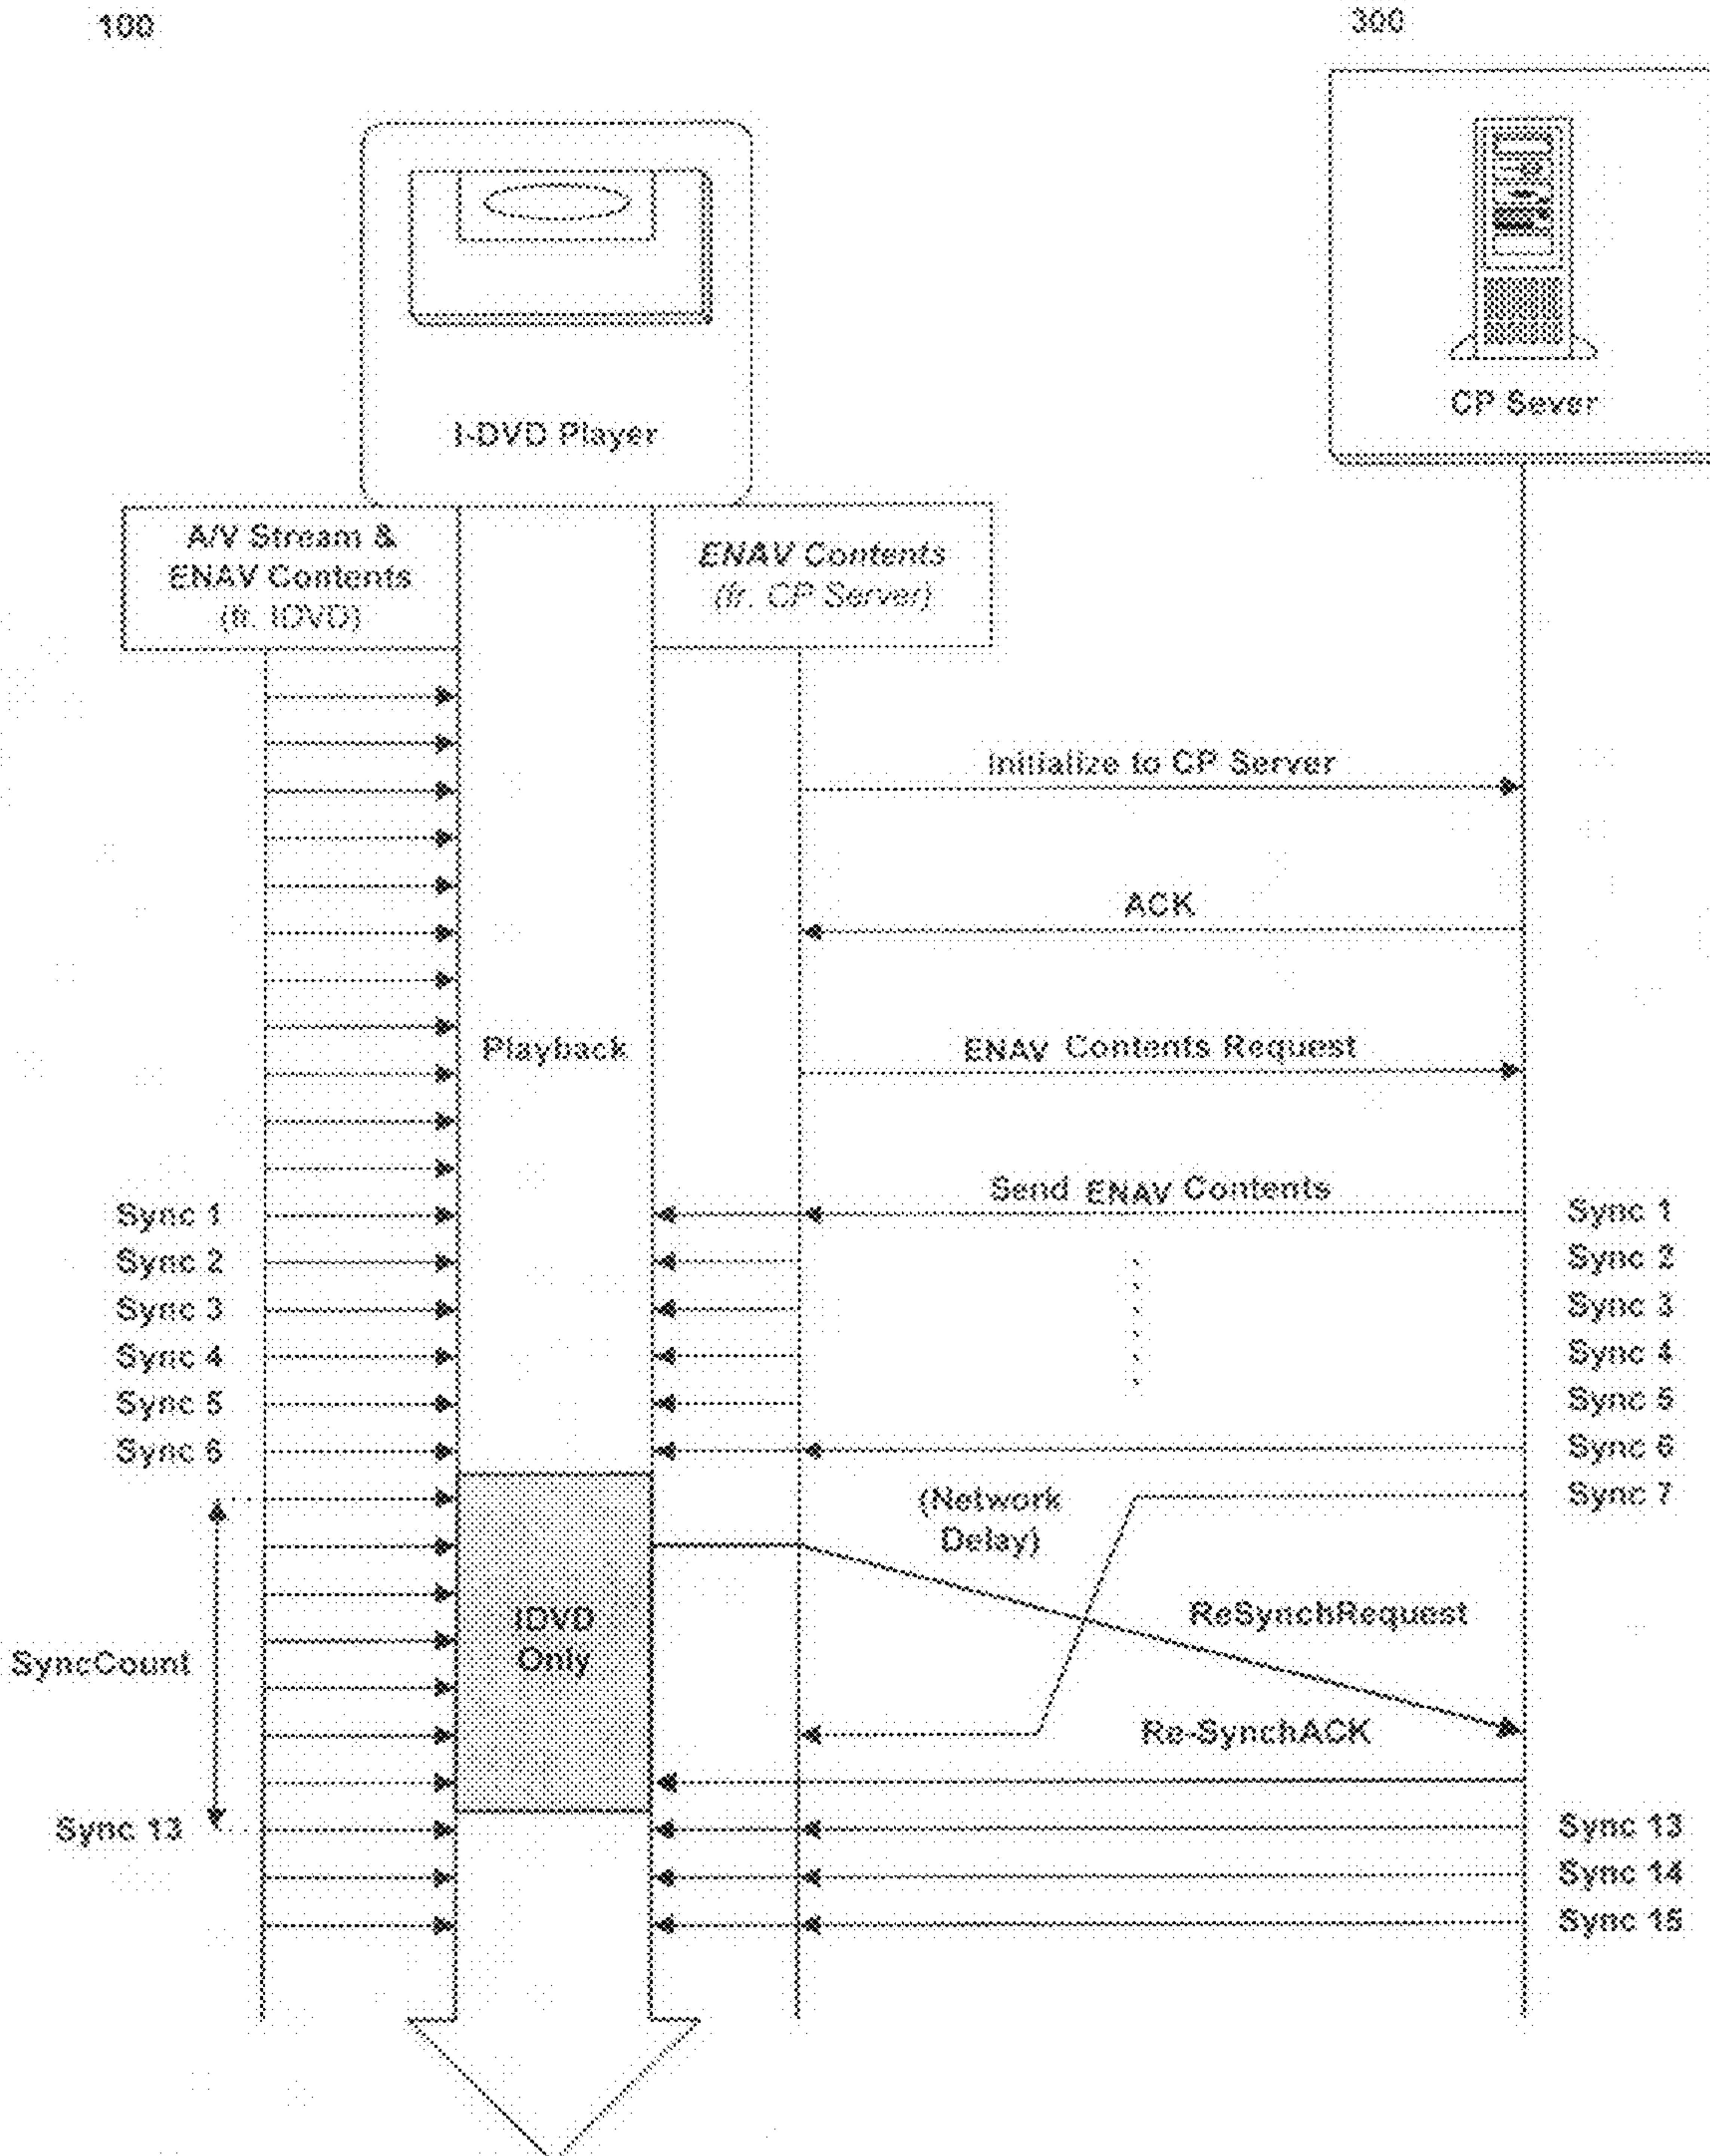 100
300
I-DVD Player
CP Sever
A/V Stream &
ENAV Contents
(fr. IDVD)
ENAV Contents
(fr. CP Server)
Initialize to CP Server
ACK
Playback
ENAV Contents Request
Send ENAV Contents
Sync 1
Sync 2
Sync 3
Sync 4
Sync 5
Sync 6
Sync 1
Sync 2
Sync 3
Sync 4
Sync 5
Sync 6
Sync 7
(Network
Delay)
IDVD
Only
ReSynchRequest
SyncCount
Re-SynchACK
Sync 13
Sync 13
Sync 14
Sync 15